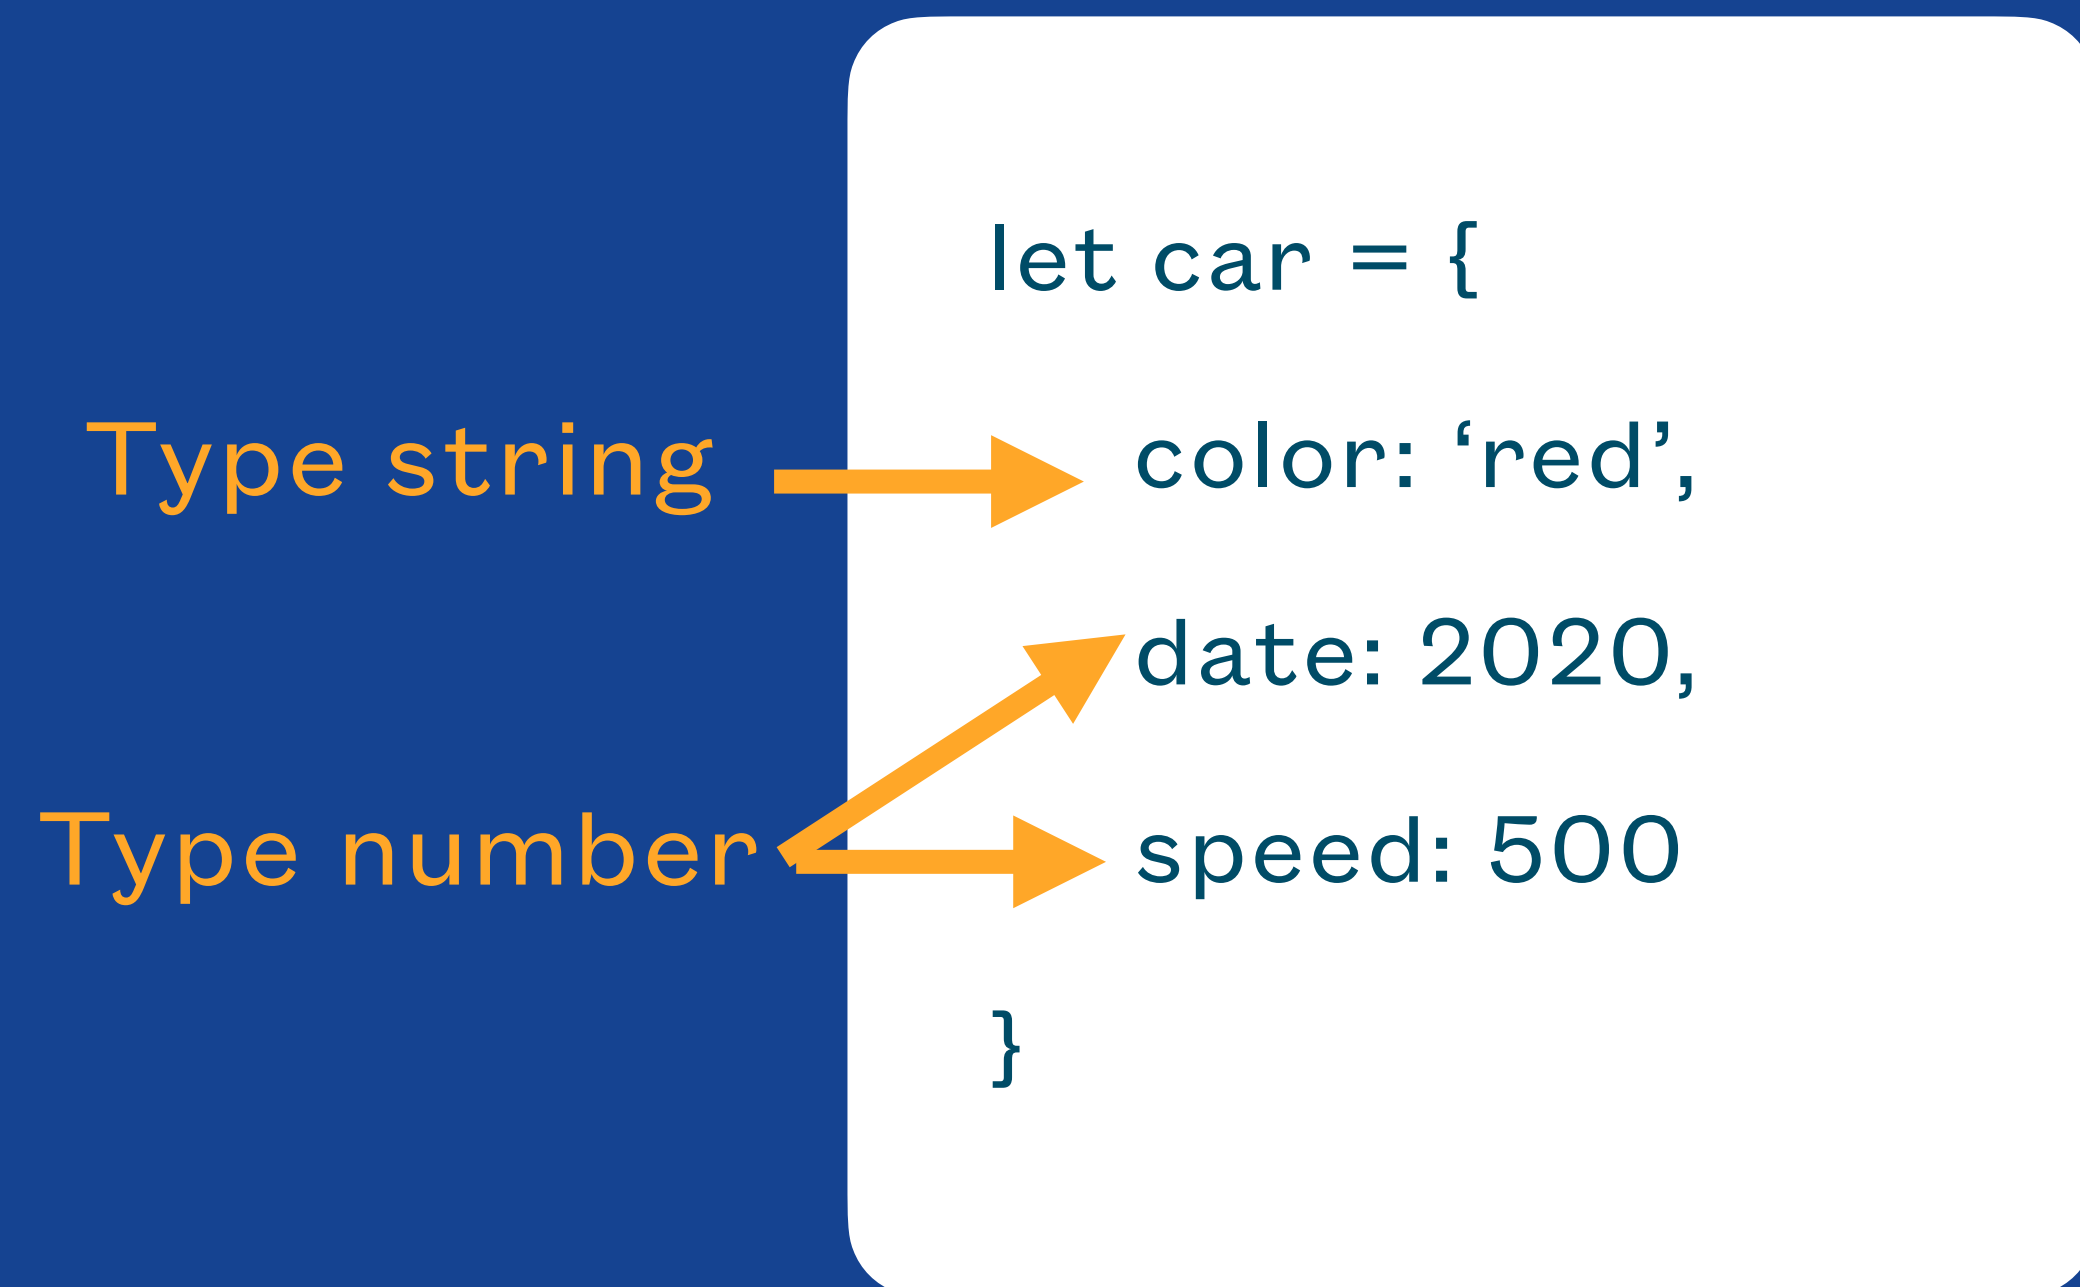 let car = {
Type string
color: ‘red’,
date: 2020,
Type number
speed: 500
}